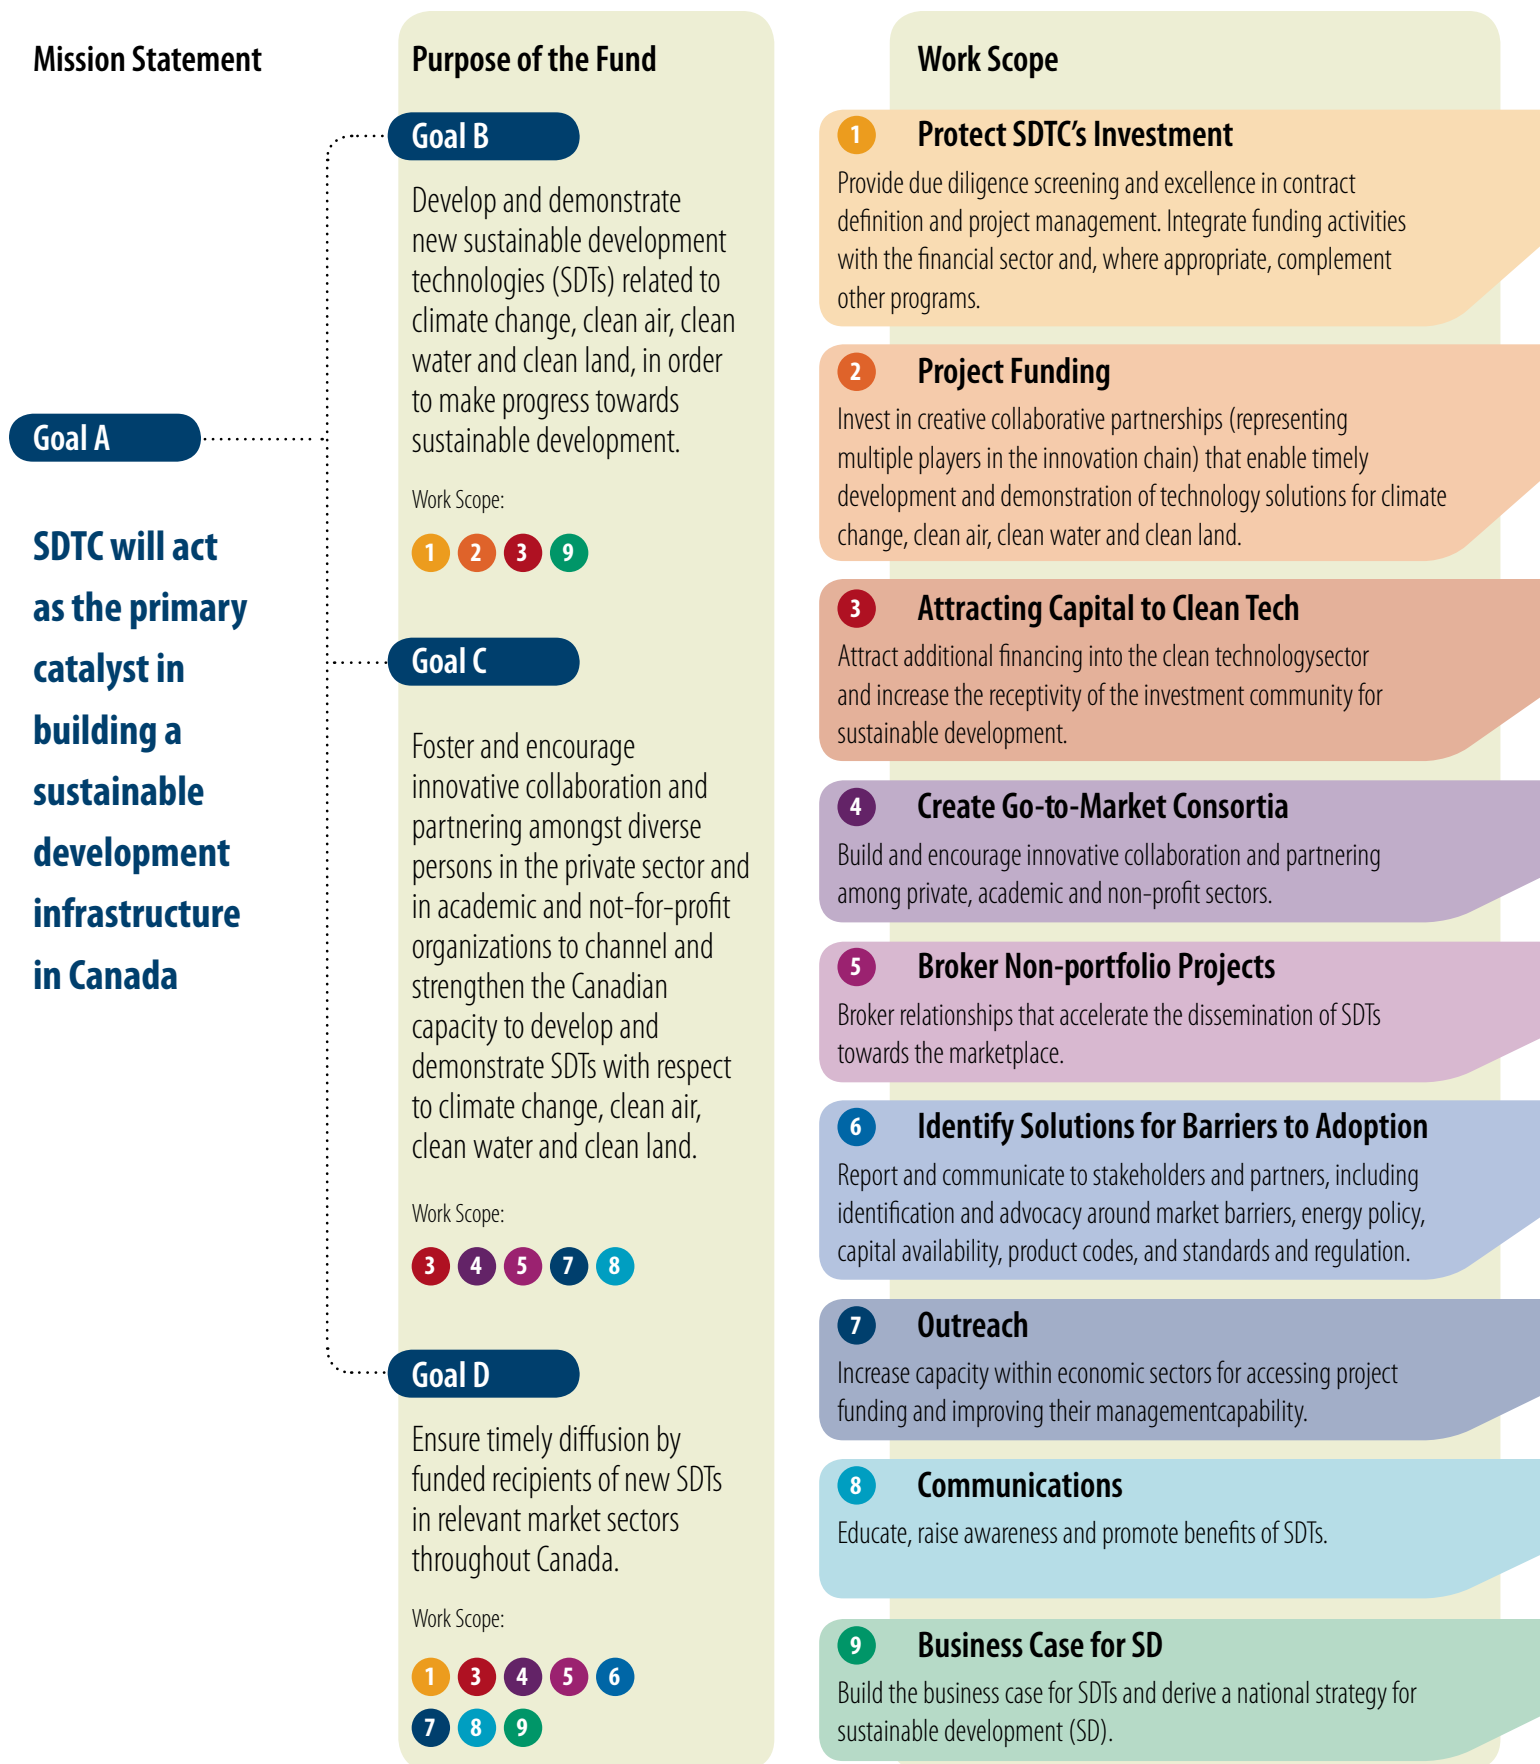 Mission Statement
Goal A
SDTC will act
as the primary
catalyst in
building a
sustainable
development
infrastructure
in Canada
Purpose of the Fund
Goal B
Develop and demonstrate
new sustainable development
technologies (SDTs) related to
climate change, clean air, clean
water and clean land, in order
to make progress towards
sustainable development.
Work Scope:
1 2 3 9
Goal C
Foster and encourage
innovative collaboration and
partnering amongst diverse
persons in the private sector and
in academic and not-for-profit
organizations to channel and
strengthen the Canadian
capacity to develop and
demonstrate SDTs with respect
to climate change, clean air,
clean water and clean land.
Work Scope:
3 4 5 7 8
Goal D
Ensure timely diffusion by
funded recipients of new SDTs
in relevant market sectors
throughout Canada.
Work Scope:
1 3 4 5 6
7 8 9
Work Scope
1 Protect SDTC's Investment
Provide due diligence screening and excellence in contract
definition and project management. Integrate funding activities
with the financial sector and, where appropriate, complement
other programs.
2 Project Funding
Invest in creative collaborative partnerships (representing
multiple players in the innovation chain) that enable timely
development and demonstration of technology solutions for climate
change, clean air, clean water and clean land.
3 Attracting Capital to Clean Tech
Attract additional financing into the clean technologysector
and increase the receptivity of the investment community for
sustainable development.
4 Create Go-to-Market Consortia
Build and encourage innovative collaboration and partnering
among private, academic and non-profit sectors.
5 Broker Non-portfolio Projects
Broker relationships that accelerate the dissemination of SDTs
towards the marketplace.
6 Identify Solutions for Barriers to Adoption
Report and communicate to stakeholders and partners, including
identification and advocacy around market barriers, energy policy,
capital availability, product codes, and standards and regulation.
7 Outreach
Increase capacity within economic sectors for accessing project
funding and improving their managementcapability.
8 Communications
Educate, raise awareness and promote benefits of SDTs.
9 Business Case for SD
Build the business case for SDTs and derive a national strategy for
sustainable development (SD).